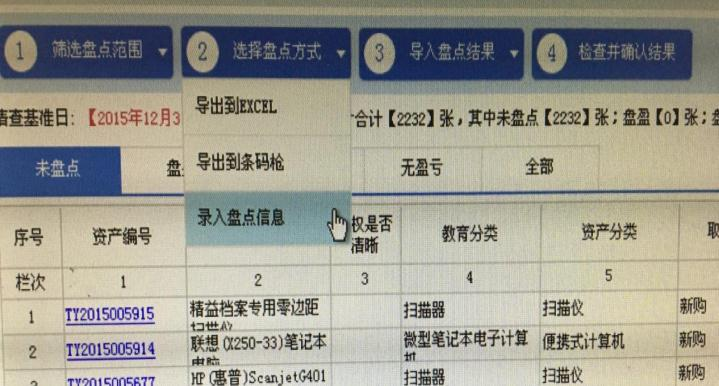 1 筛选盘点范围 2 选择盘点方式 3 导入盘点结果 4 检查并确认结果
导出到EXCEL
清查基准日:【2015年12月3 合计【2232】张,其中未盘点【2232】张;盘盈【0】张;盘
导出到条码枪
未盘点 盘 无盈亏 全部
录入盘点信息
序号 资产编号 权是否清晰 教育分类 资产分类 取
栏次 1 2 3 4 5
1 TY2015005915 精益档案专用零边距扫描仪 扫描器 扫描仪 新购
2 TY2015005914 联想(X250-33)笔记本电脑 微型笔记本电子计算机 便携式计算机 新购
TY2015005677 HP(惠普)ScanjetG401 扫描器 扫描仪 新购